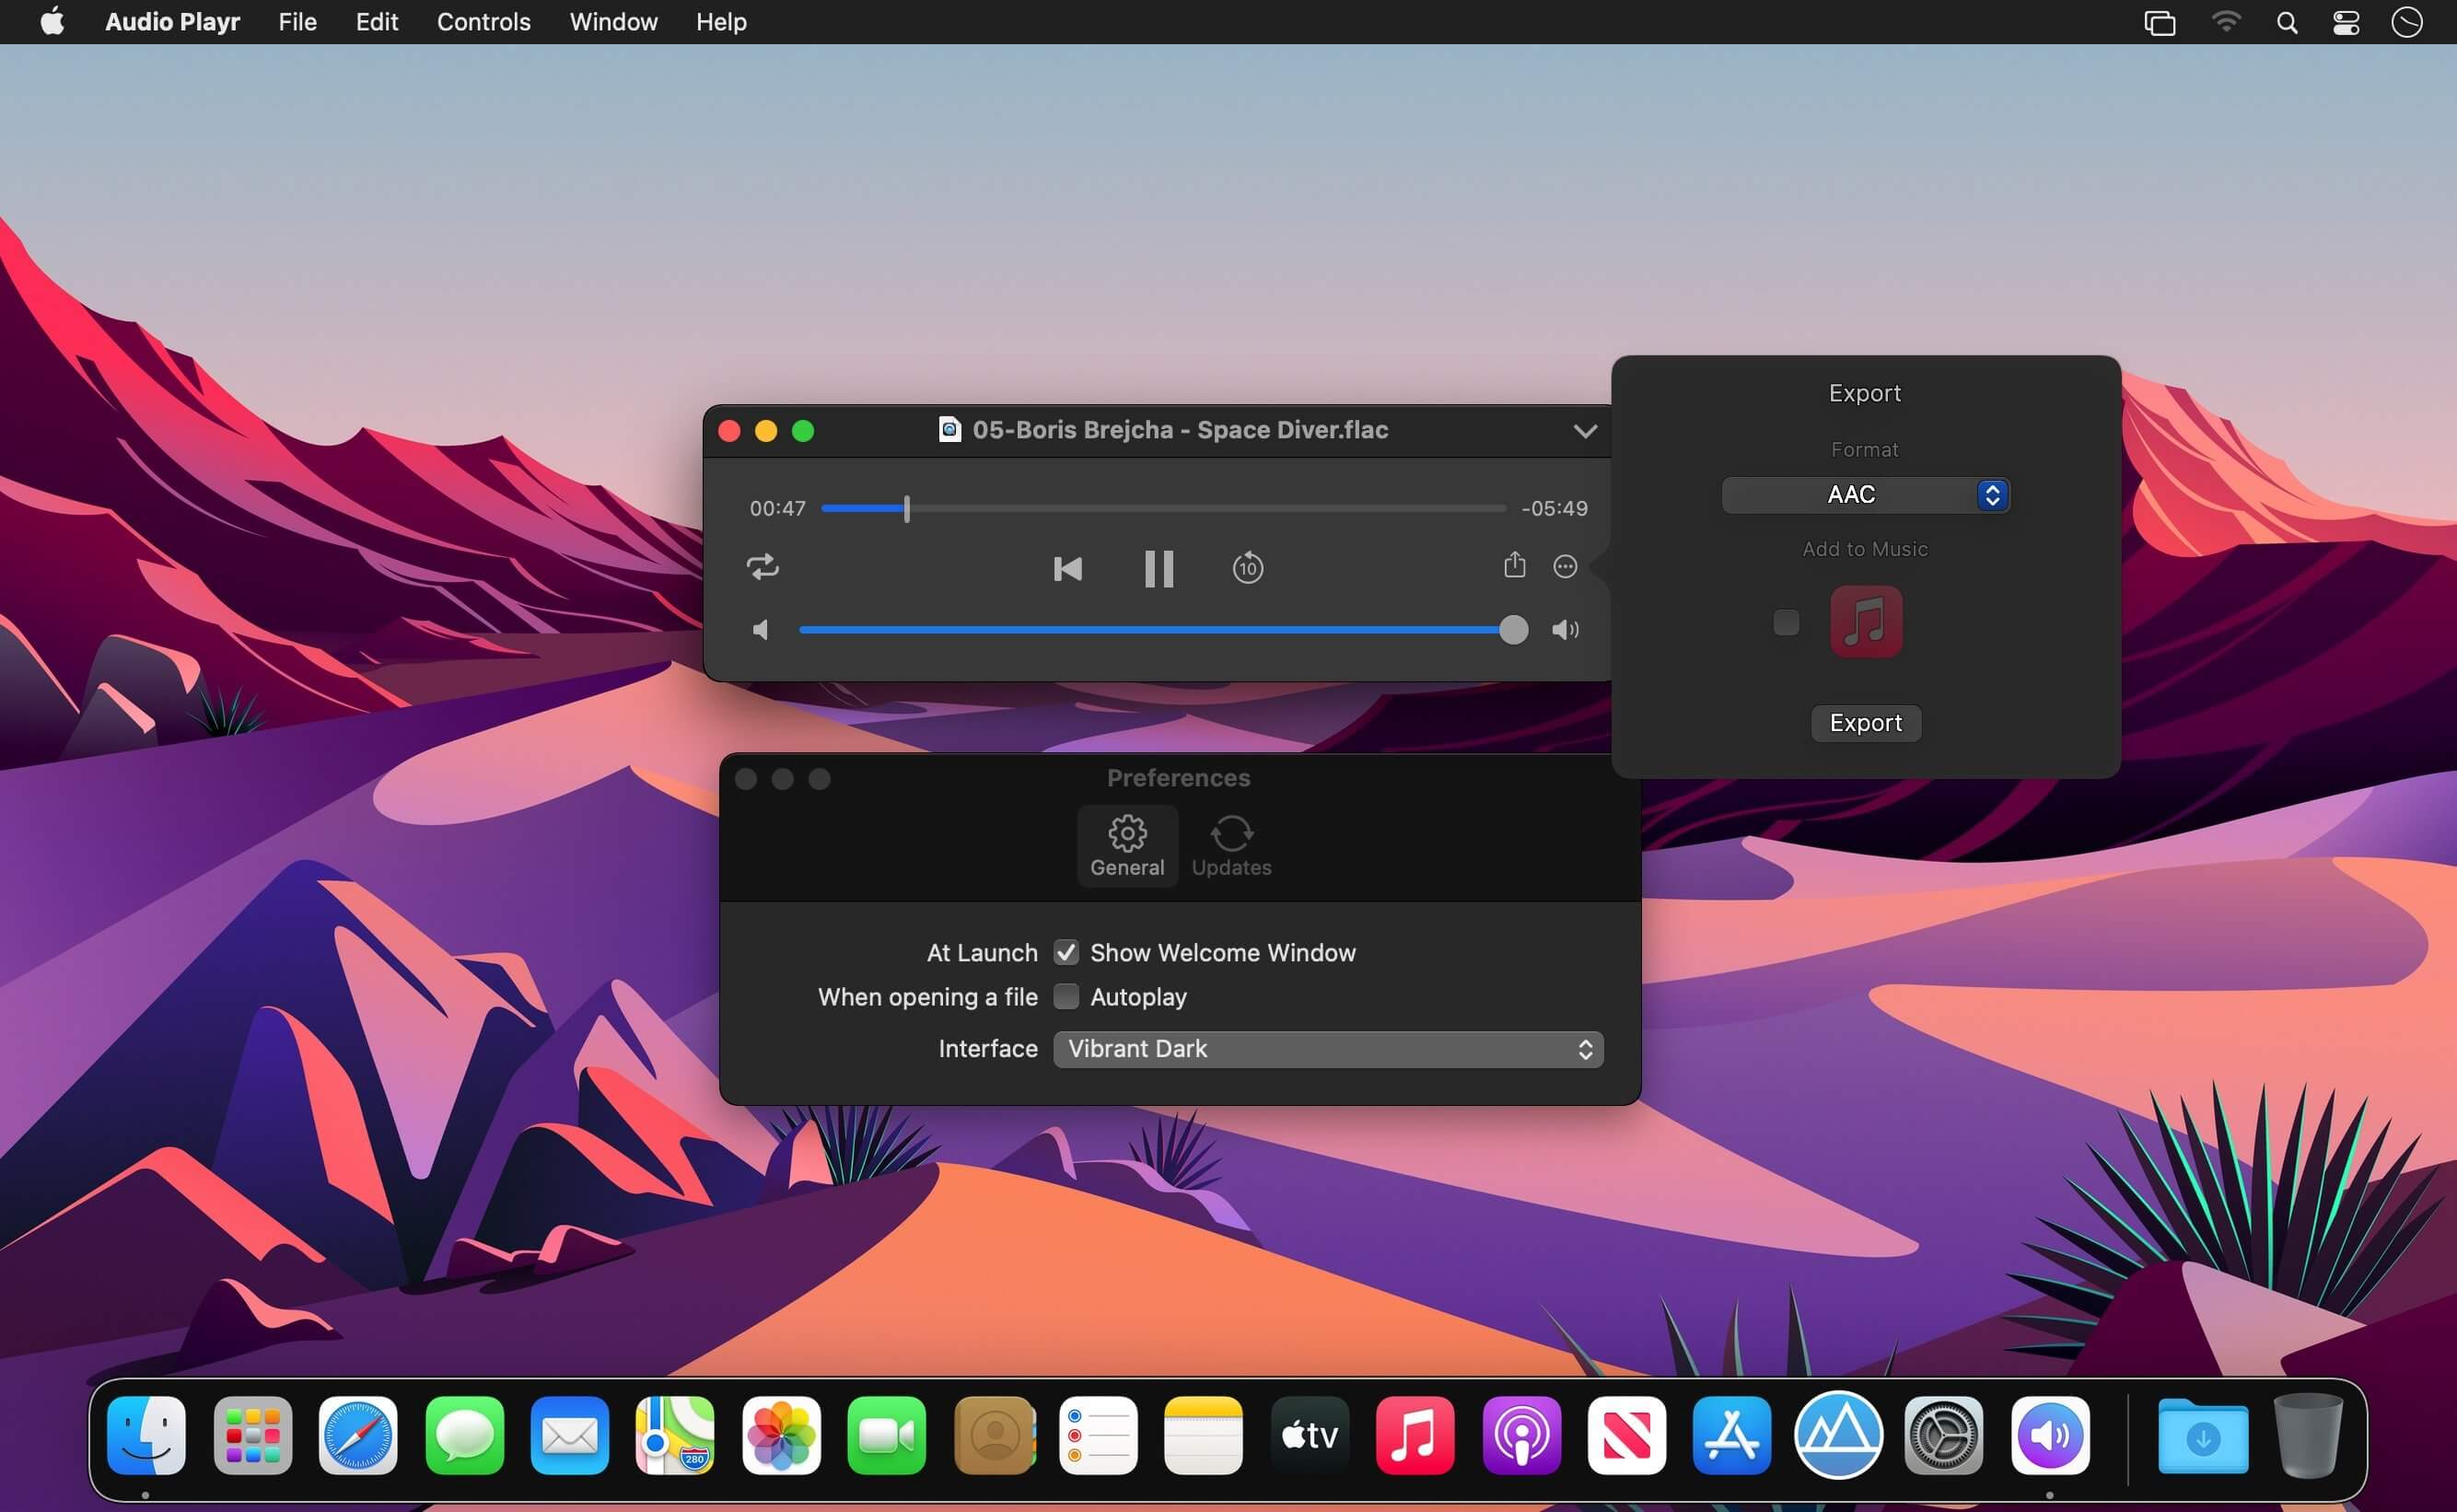 Audio Playr File Edit Controls Window Help
Export
05-Boris Brejcha - Space Diver.flac
Format
AAC
00:47 -05:49
Add to Music
10
Export
Preferences
General Updates
At Launch Show Welcome Window
When opening a file Autoplay
Interface Vibrant Dark
280
tv